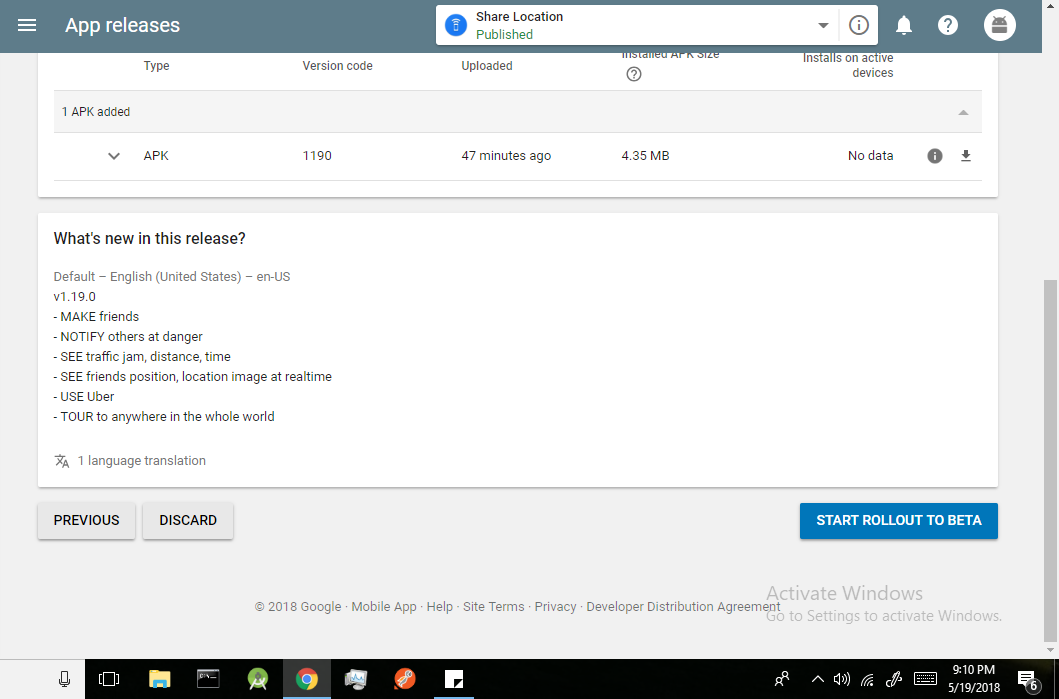 App releases
Share Location
Published
Type Version code Uploaded Installed APK Size Installs on active devices
1 APK added
APK 1190 47 minutes ago 4.35 MB No data
What's new in this release?
Default – English (United States) – en-US
v1.19.0
- MAKE friends
- NOTIFY others at danger
- SEE traffic jam, distance, time
- SEE friends position, location image at realtime
- USE Uber
- TOUR to anywhere in the whole world
1 language translation
PREVIOUS DISCARD START ROLLOUT TO BETA
Activate Windows
© 2018 Google · Mobile App · Help · Site Terms · Privacy · Developer Distribution Agreement
Go to Settings to activate Windows.
9:10 PM
5/19/2018
6